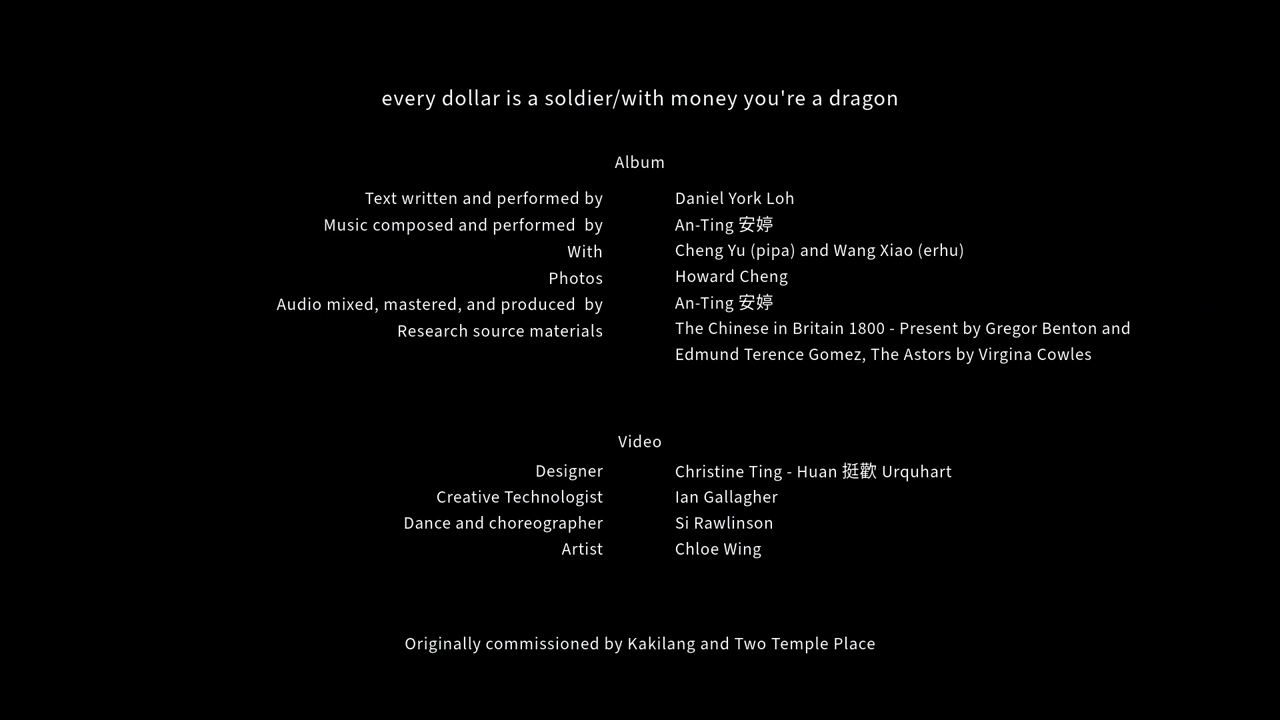 every dollar is a soldier/with money you're a dragon
Album
Text written and performed by Daniel York Loh
Music composed and performed by An-Ting 安婷
With Cheng Yu (pipa) and Wang Xiao (erhu)
Photos Howard Cheng
Audio mixed, mastered, and produced by An-Ting 安婷
Research source materials The Chinese in Britain 1800 - Present by Gregor Benton and
Edmund Terence Gomez, The Astors by Virgina Cowles
Video
Designer Christine Ting - Huan 挺歡 Urquhart
Creative Technologist Ian Gallagher
Dance and choreographer Si Rawlinson
Artist Chloe Wing
Originally commissioned by Kakilang and Two Temple Place